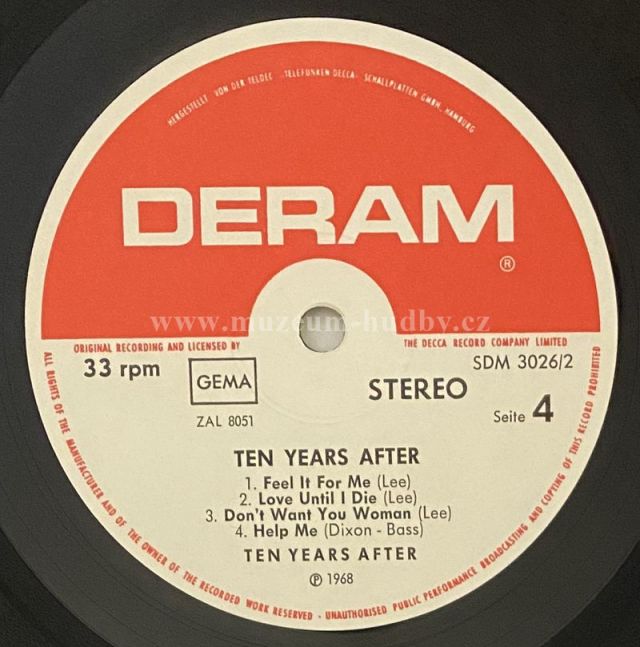 HERGESTELLT VON DER TELDEC ·TELEFUNKEN DECCA· SCHALLPLATTEN GMBH, HAMBURG
DERAM
®
www.muzeum-hudby.cz
ORIGINAL RECORDING AND LICENSED BY THE DECCA RECORD COMPANY LIMITED
33 rpm
GEMA
ZAL 8051
STEREO
SDM 3026/2
Seite 4
TEN YEARS AFTER
1. Feel It For Me (Lee)
2. Love Until I Die (Lee)
3. Don't Want You Woman (Lee)
4. Help Me (Dixon - Bass)
TEN YEARS AFTER
℗ 1968
ALL RIGHTS OF THE MANUFACTURER AND OF THE OWNER OF THE RECORDED WORK RESERVED - UNAUTHORISED PUBLIC PERFORMANCE BROADCASTING AND COPYING OF THIS RECORD PROHIBITED